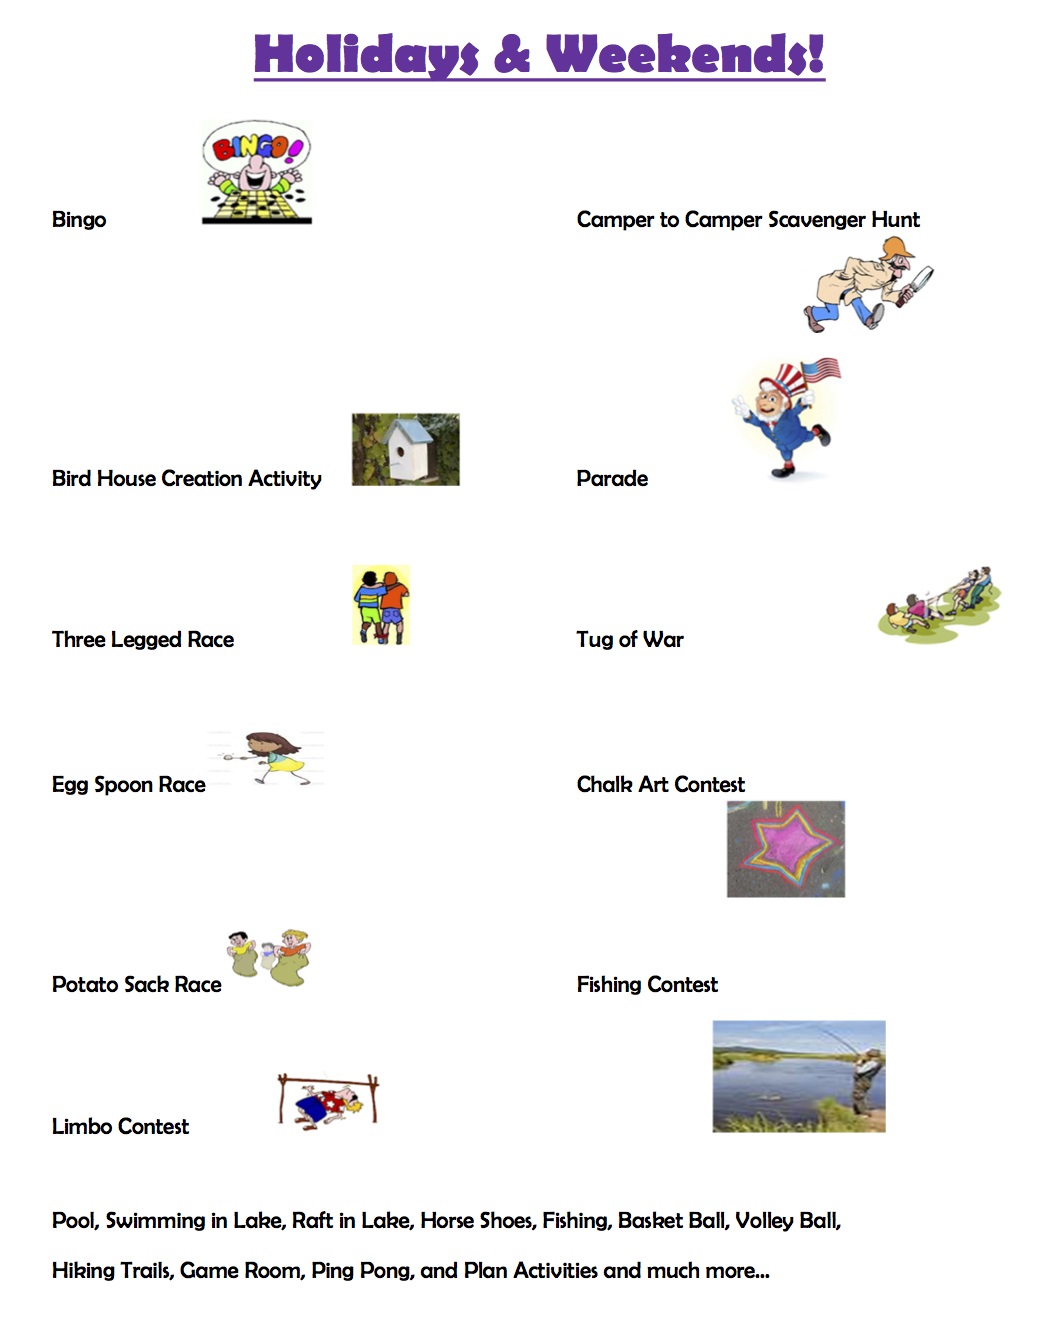 Holidays & Weekends!
BINGO!
Bingo
Camper to Camper Scavenger Hunt
Bird House Creation Activity
Parade
Three Legged Race
Tug of War
Egg Spoon Race
Chalk Art Contest
Potato Sack Race
Fishing Contest
Limbo Contest
Pool, Swimming in Lake, Raft in Lake, Horse Shoes, Fishing, Basket Ball, Volley Ball,
Hiking Trails, Game Room, Ping Pong, and Plan Activities and much more...